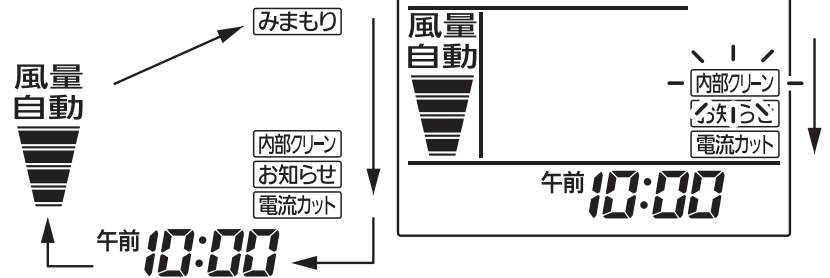 みまもり
風量
自動
内部クリーン
お知らせ
電流カット
午前 10:00
風量
自動
内部クリーン
お知らせ
電流カット
午前 10:00